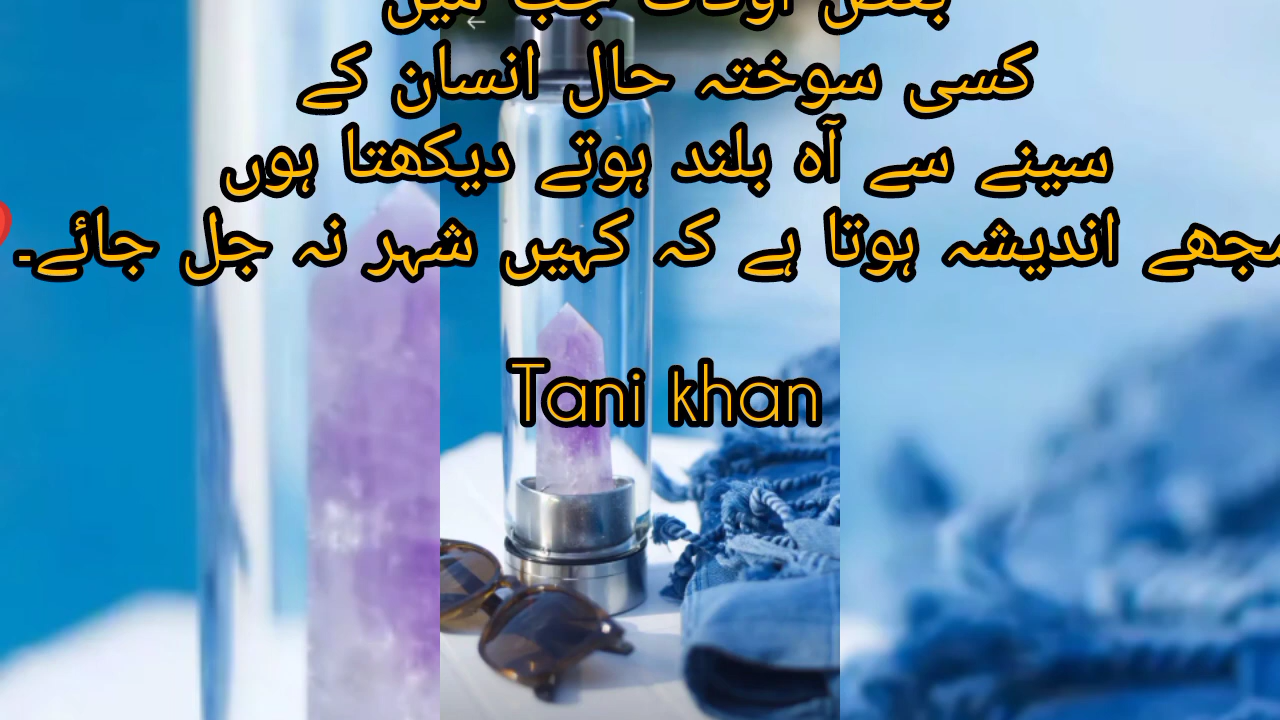 بعض اوقات جب میں
کسی سوختہ حال انسان کے
سینے سے آہ بلند ہوتے دیکھتا ہوں
مجھے اندیشہ ہوتا ہے کہ کہیں شہر نہ جل جائے۔
Tani khan